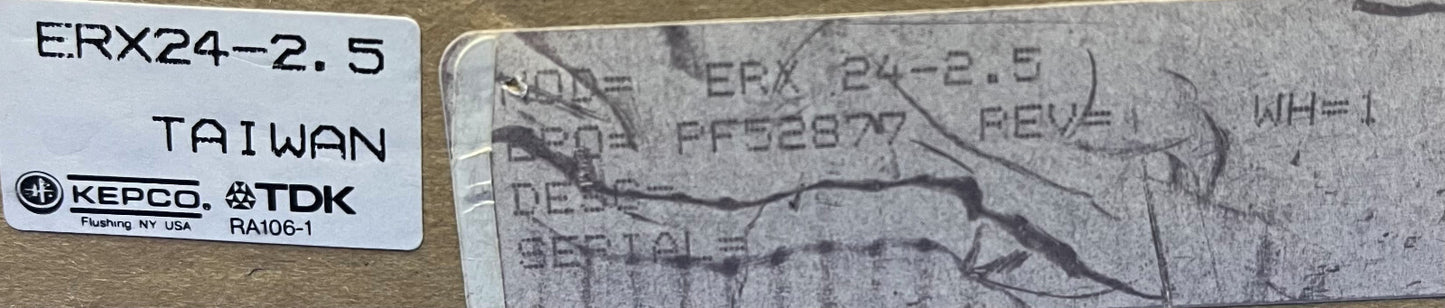 ERX24-2.5
TAIWAN
KEPCO. TDK
Flushing NY USA RA106-1
MOD= ERX 24-2.5
PF52877 REV= WH=1
DESC=
SERIAL=